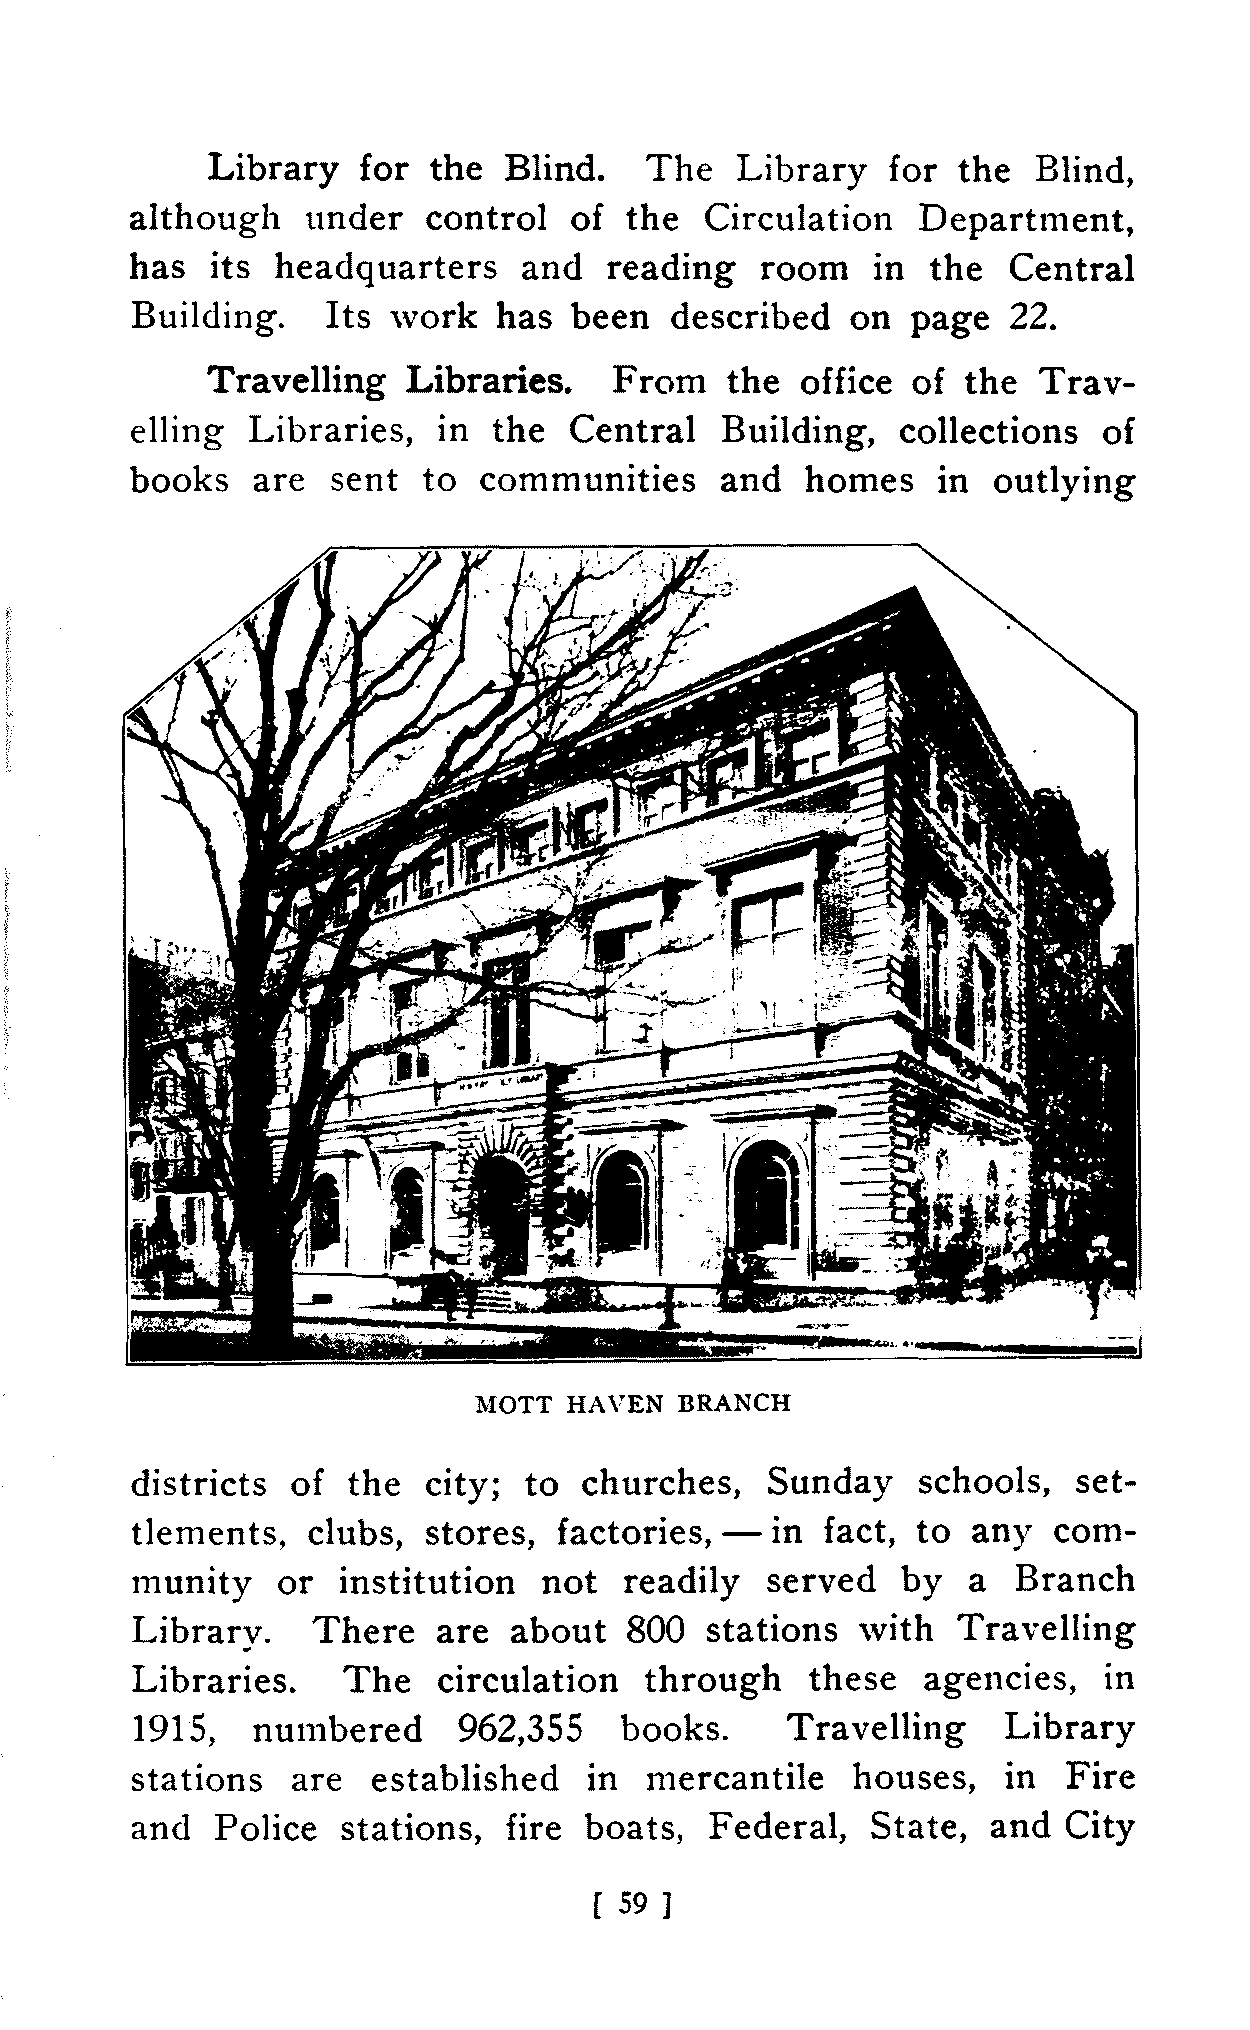 Library for the Blind. The Library for the Blind,
although under control of the Circulation Department,
has its headquarters and reading room in the Central
Building. Its work has been described on page 22.
Travelling Libraries. From the office of the Trav-
elling Libraries, in the Central Building, collections of
books are sent to communities and homes in outlying
MOTT HAVEN BRANCH
districts of the city; to churches, Sunday schools, set-
tlements, clubs, stores, factories, — in fact, to any com-
munity or institution not readily served by a Branch
Library. There are about 800 stations with Travelling
Libraries. The circulation through these agencies, in
1915, numbered 962,355 books. Travelling Library
stations are established in mercantile houses, in Fire
and Police stations, fire boats, Federal, State, and City
[ 59 ]